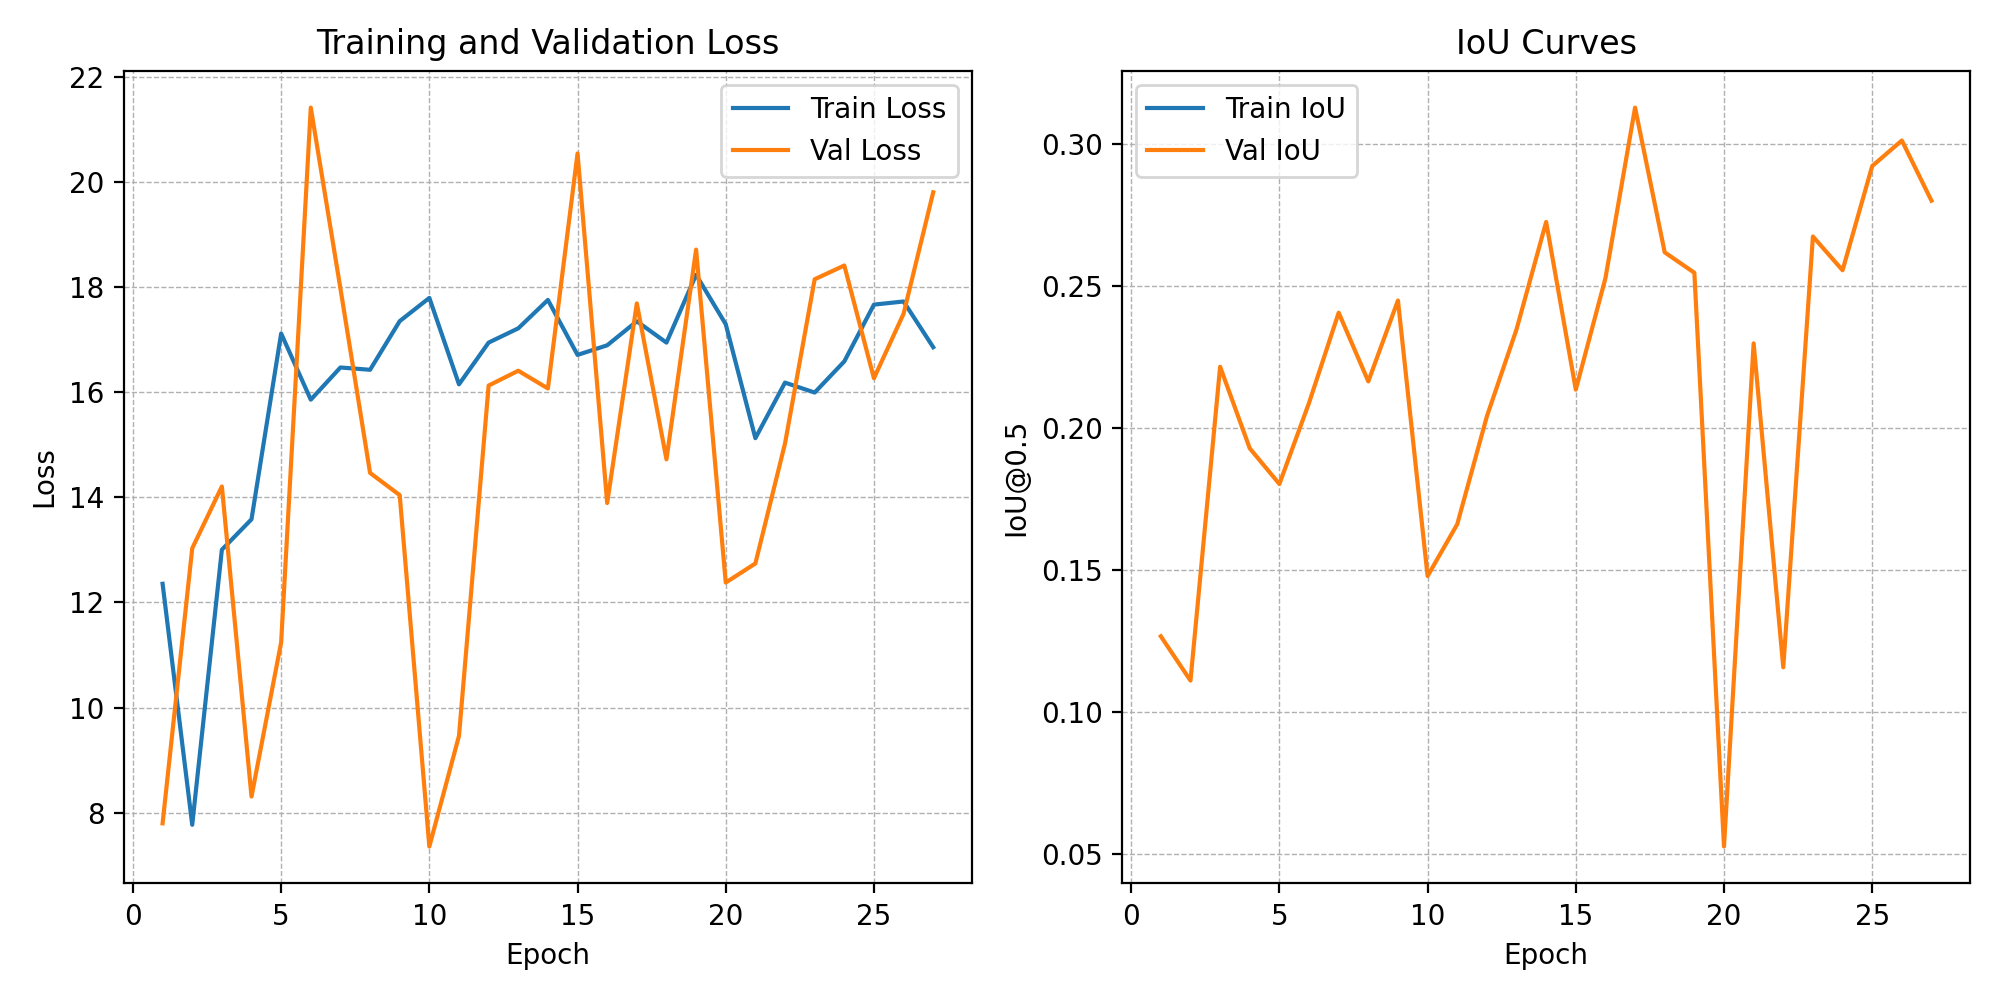 Training and Validation Loss
22
20
18
16
14
12
10
8
Loss
Train Loss
Val Loss
0
5
10
15
20
25
Epoch
IoU Curves
0.30
0.25
0.20
0.15
0.10
0.05
IoU@0.5
Train IoU
Val IoU
0
5
10
15
20
25
Epoch